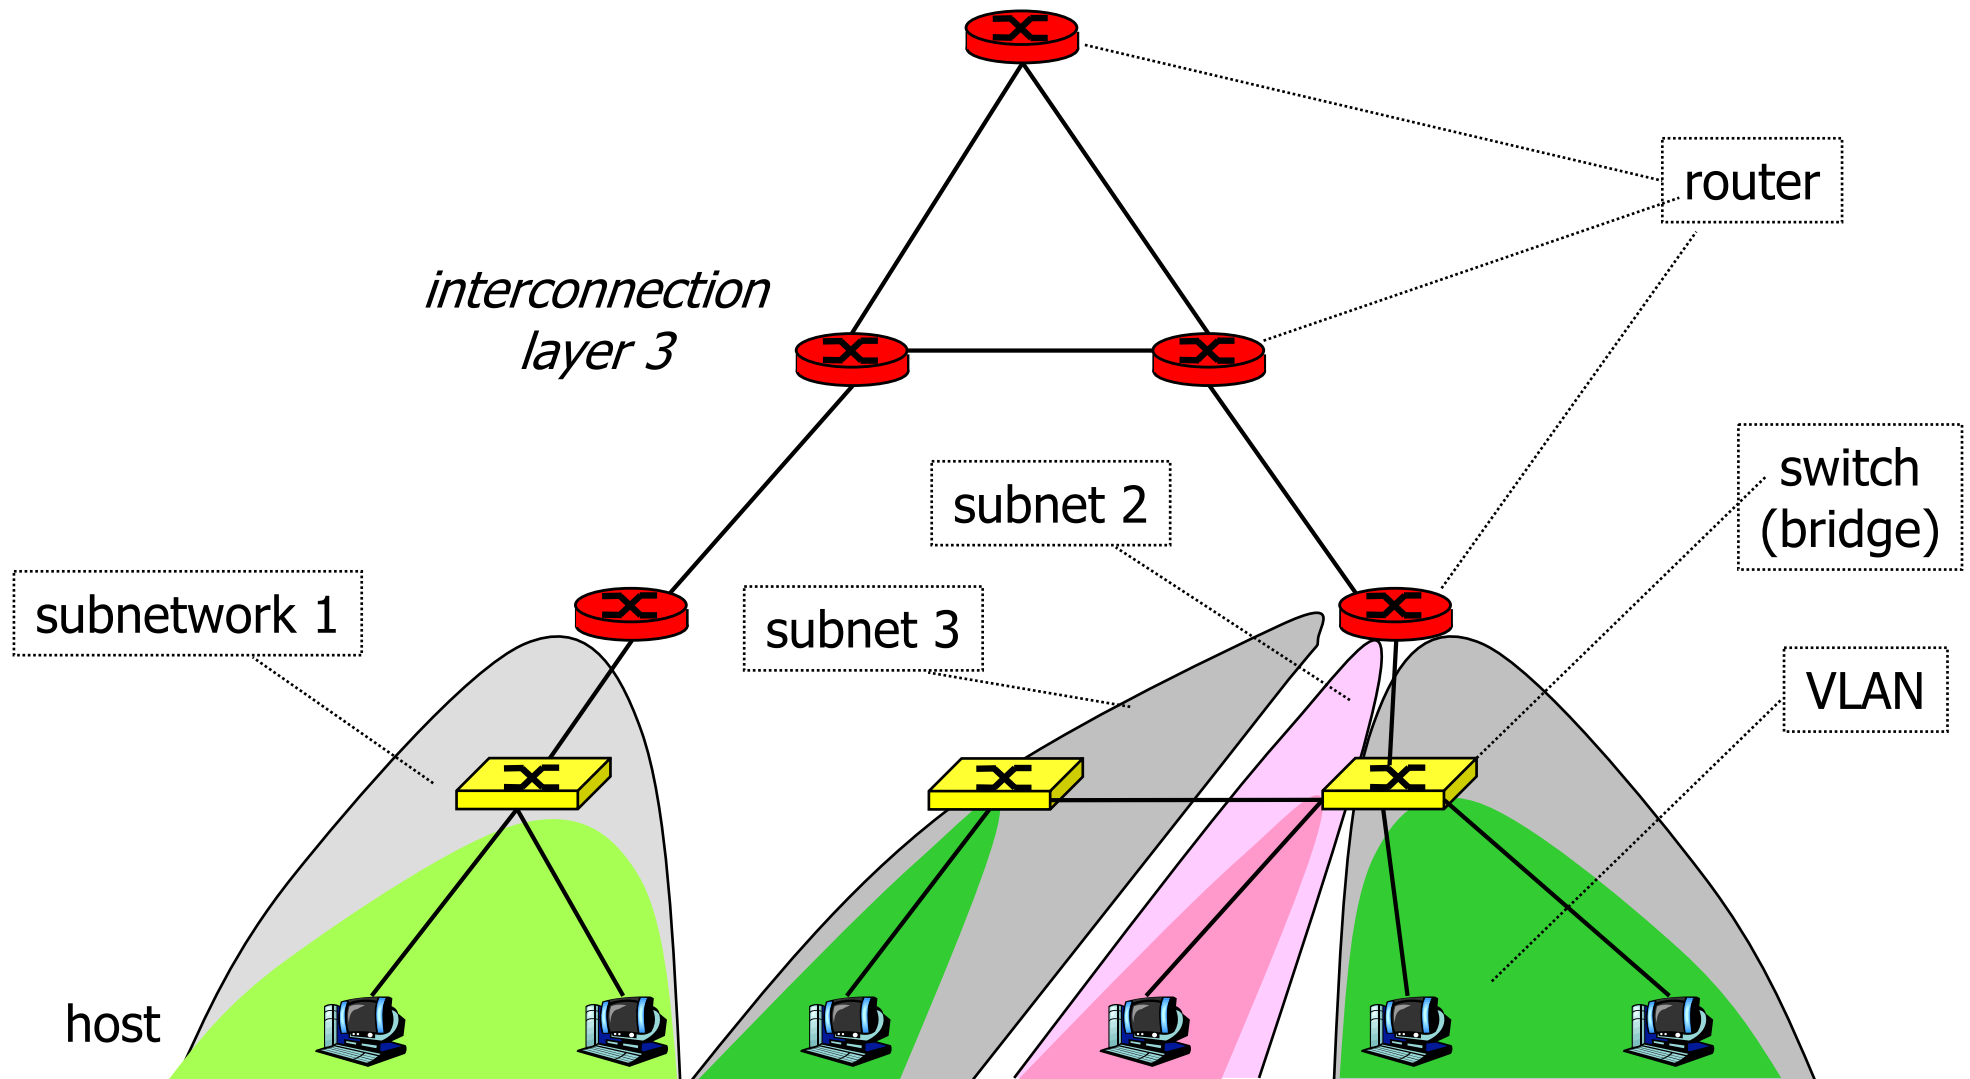 router
interconnection
layer 3
switch
(bridge)
subnet 2
subnetwork 1
subnet 3
VLAN
host